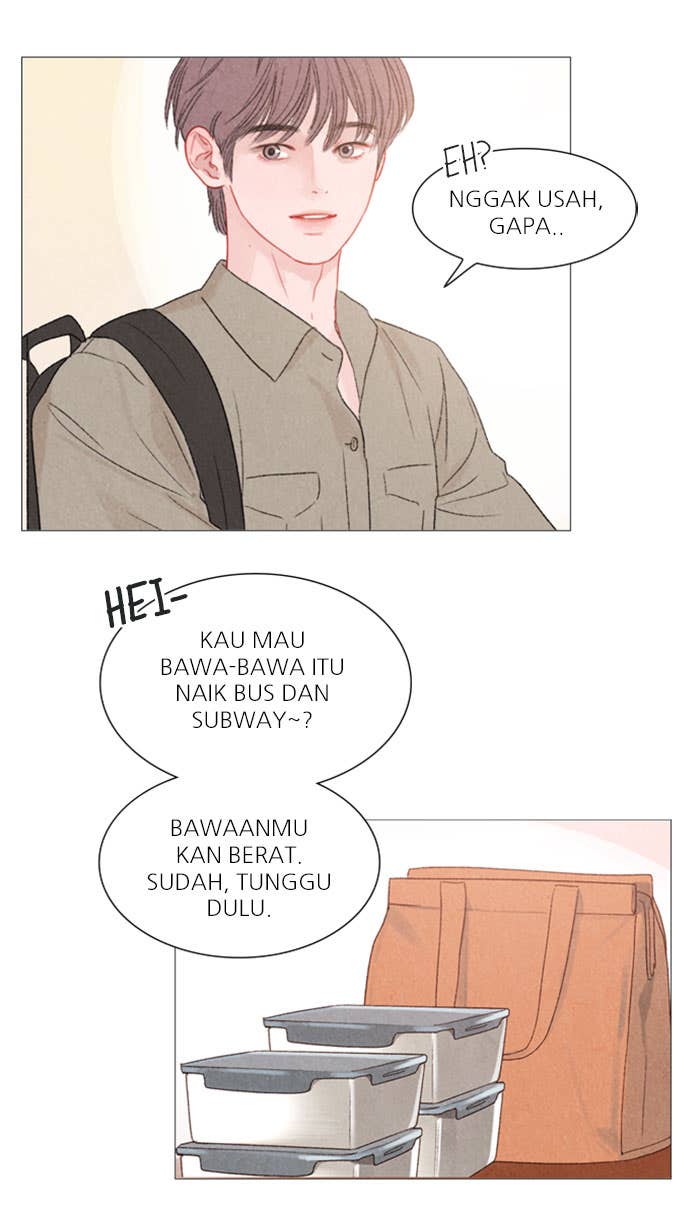 EH?
NGGAK USAH,
GAPA..
HEI-
KAU MAU
BAWA-BAWA ITU
NAIK BUS DAN
SUBWAY~?
BAWAANMU
KAN BERAT.
SUDAH, TUNGGU
DULU.